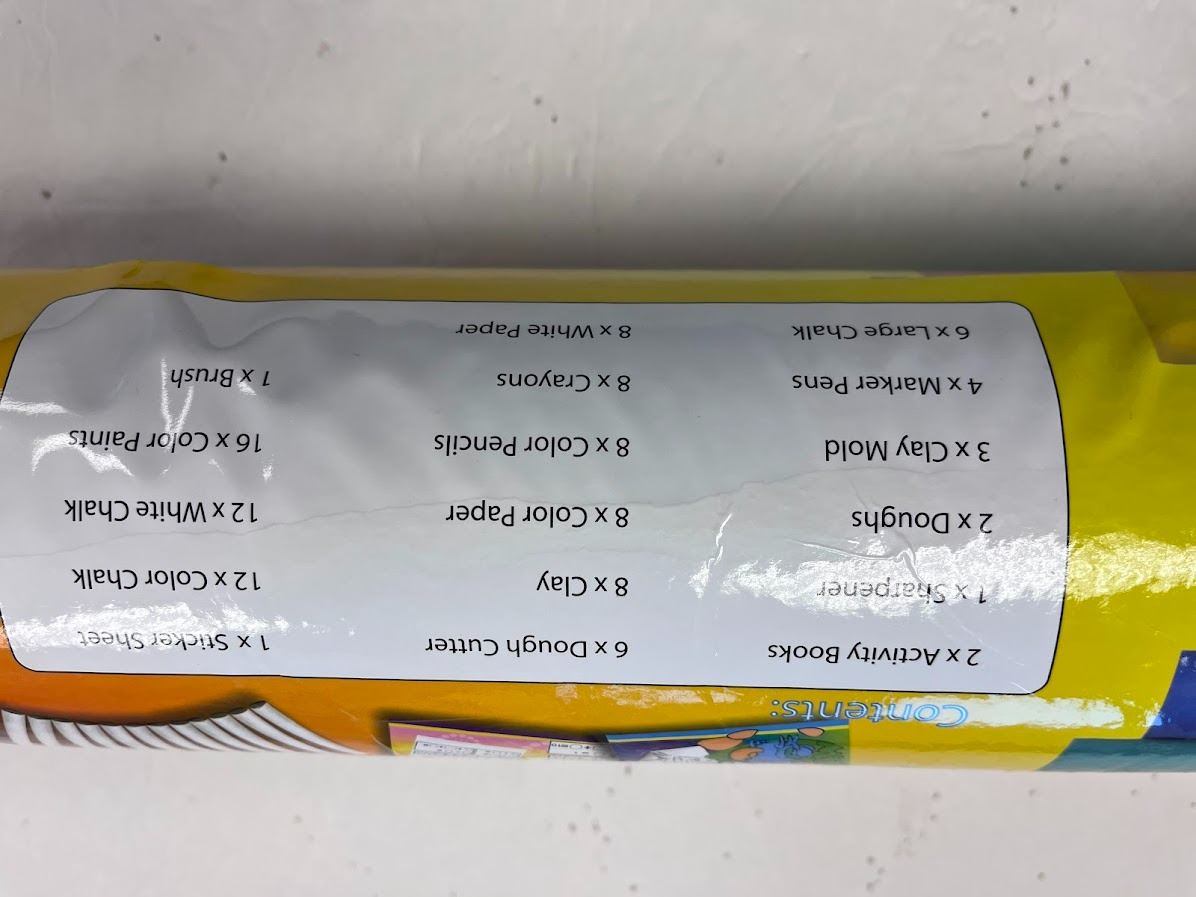 Contents:
2 x Activity Books
1 x Sharpener
2 x Doughs
3 x Clay Mold
4 x Marker Pens
6 x Large Chalk
6 x Dough Cutter
8 x Clay
8 x Color Paper
8 x Color Pencils
8 x Crayons
8 x White Paper
1 x Sticker Sheet
12 x Color Chalk
12 x White Chalk
16 x Color Paints
1 x Brush